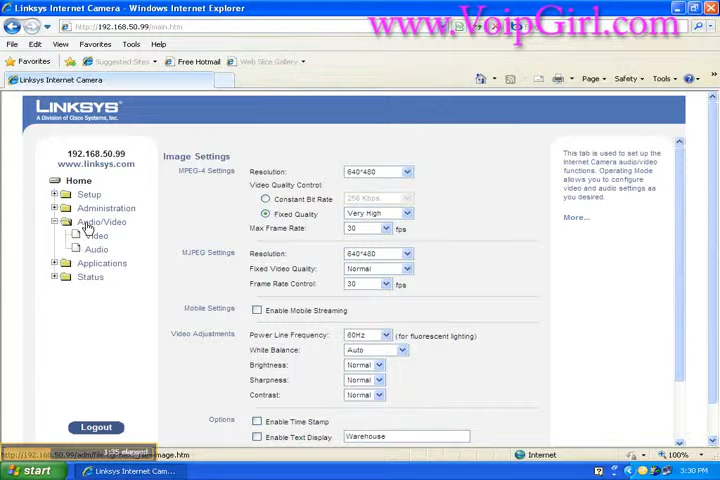 Linksys Internet Camera - Windows Internet Explorer
www.VoipGirl.com
http://192.168.50.99/main.htm
File Edit View Favorites Tools Help
Favorites Suggested Sites Free Hotmail Web Slice Gallery
Linksys Internet Camera
Page Safety Tools
LINKSYS®
A Division of Cisco Systems, Inc.
192.168.50.99
www.linksys.com
Home
Setup
Administration
Audio/Video
Video
Audio
Applications
Status
Logout
Image Settings
MPEG-4 Settings
Resolution: 640*480
Video Quality Control:
Constant Bit Rate 256 Kbps
Fixed Quality Very High
Max Frame Rate: 30 fps
MJPEG Settings
Resolution: 640*480
Fixed Video Quality: Normal
Frame Rate Control: 30 fps
Mobile Settings
Enable Mobile Streaming
Video Adjustments
Power Line Frequency: 60Hz (for fluorescent lighting)
White Balance: Auto
Brightness: Normal
Sharpness: Normal
Contrast: Normal
Options
Enable Time Stamp
Enable Text Display Warehouse
This tab is used to set up the
Internet Camera audio/video
functions. Operating Mode
allows you to configure
video and audio settings as
you desired.
More...
1:35 elapsed
Internet 100%
start Linksys Internet Cam... 3:30 PM